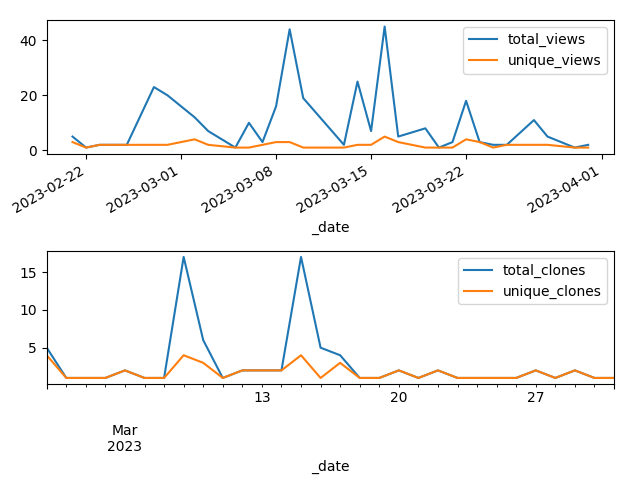 40
20
0
total_views
unique_views
2023-02-22
2023-03-01
2023-03-08
2023-03-15
2023-03-22
2023-04-01
_date
15
10
5
total_clones
unique_clones
13
20
27
Mar
2023
_date